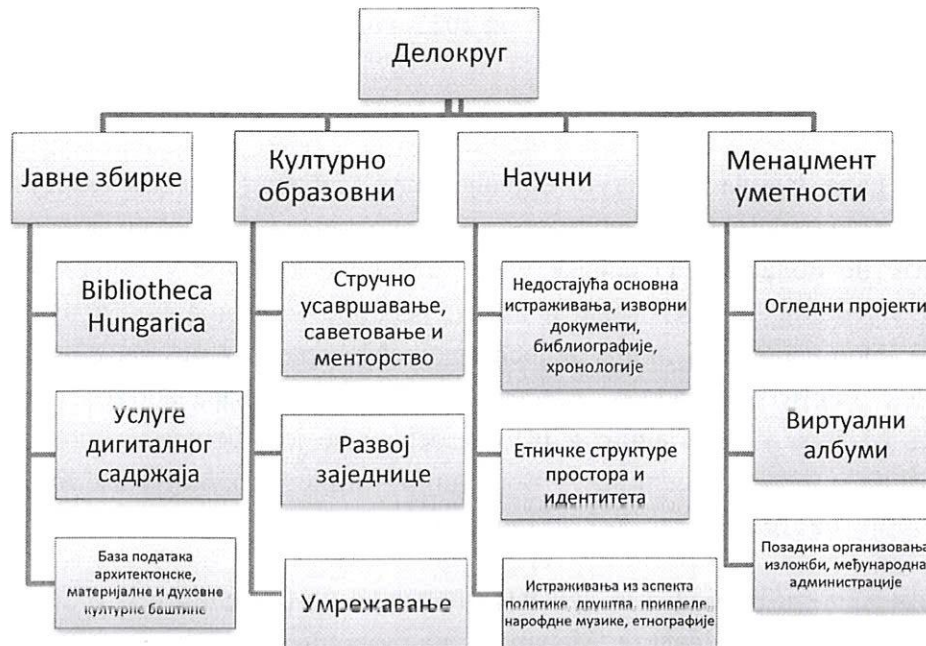 Делокруг
Јавне збирке
Културно
образовни
Научни
Менаџмент
уметности
Bibliotheca
Hungarica
Стручно
усавршавање,
саветовање и
менторство
Недостајућа основна
истраживања, изворни
документи,
библиографије,
хронологије
Огледни пројекти
Услуге
дигиталног
садржаја
Развој
заједнице
Етничке структуре
простора и
идентитета
Виртуални
албуми
База података
архитектонске,
материјалне и духовне
културне баштине
Умрежавање
Истраживања из аспекта
политике, друштва, привреде,
нарофдне музике, етнографије
Позадина организовања
изложби, међународна
администрације